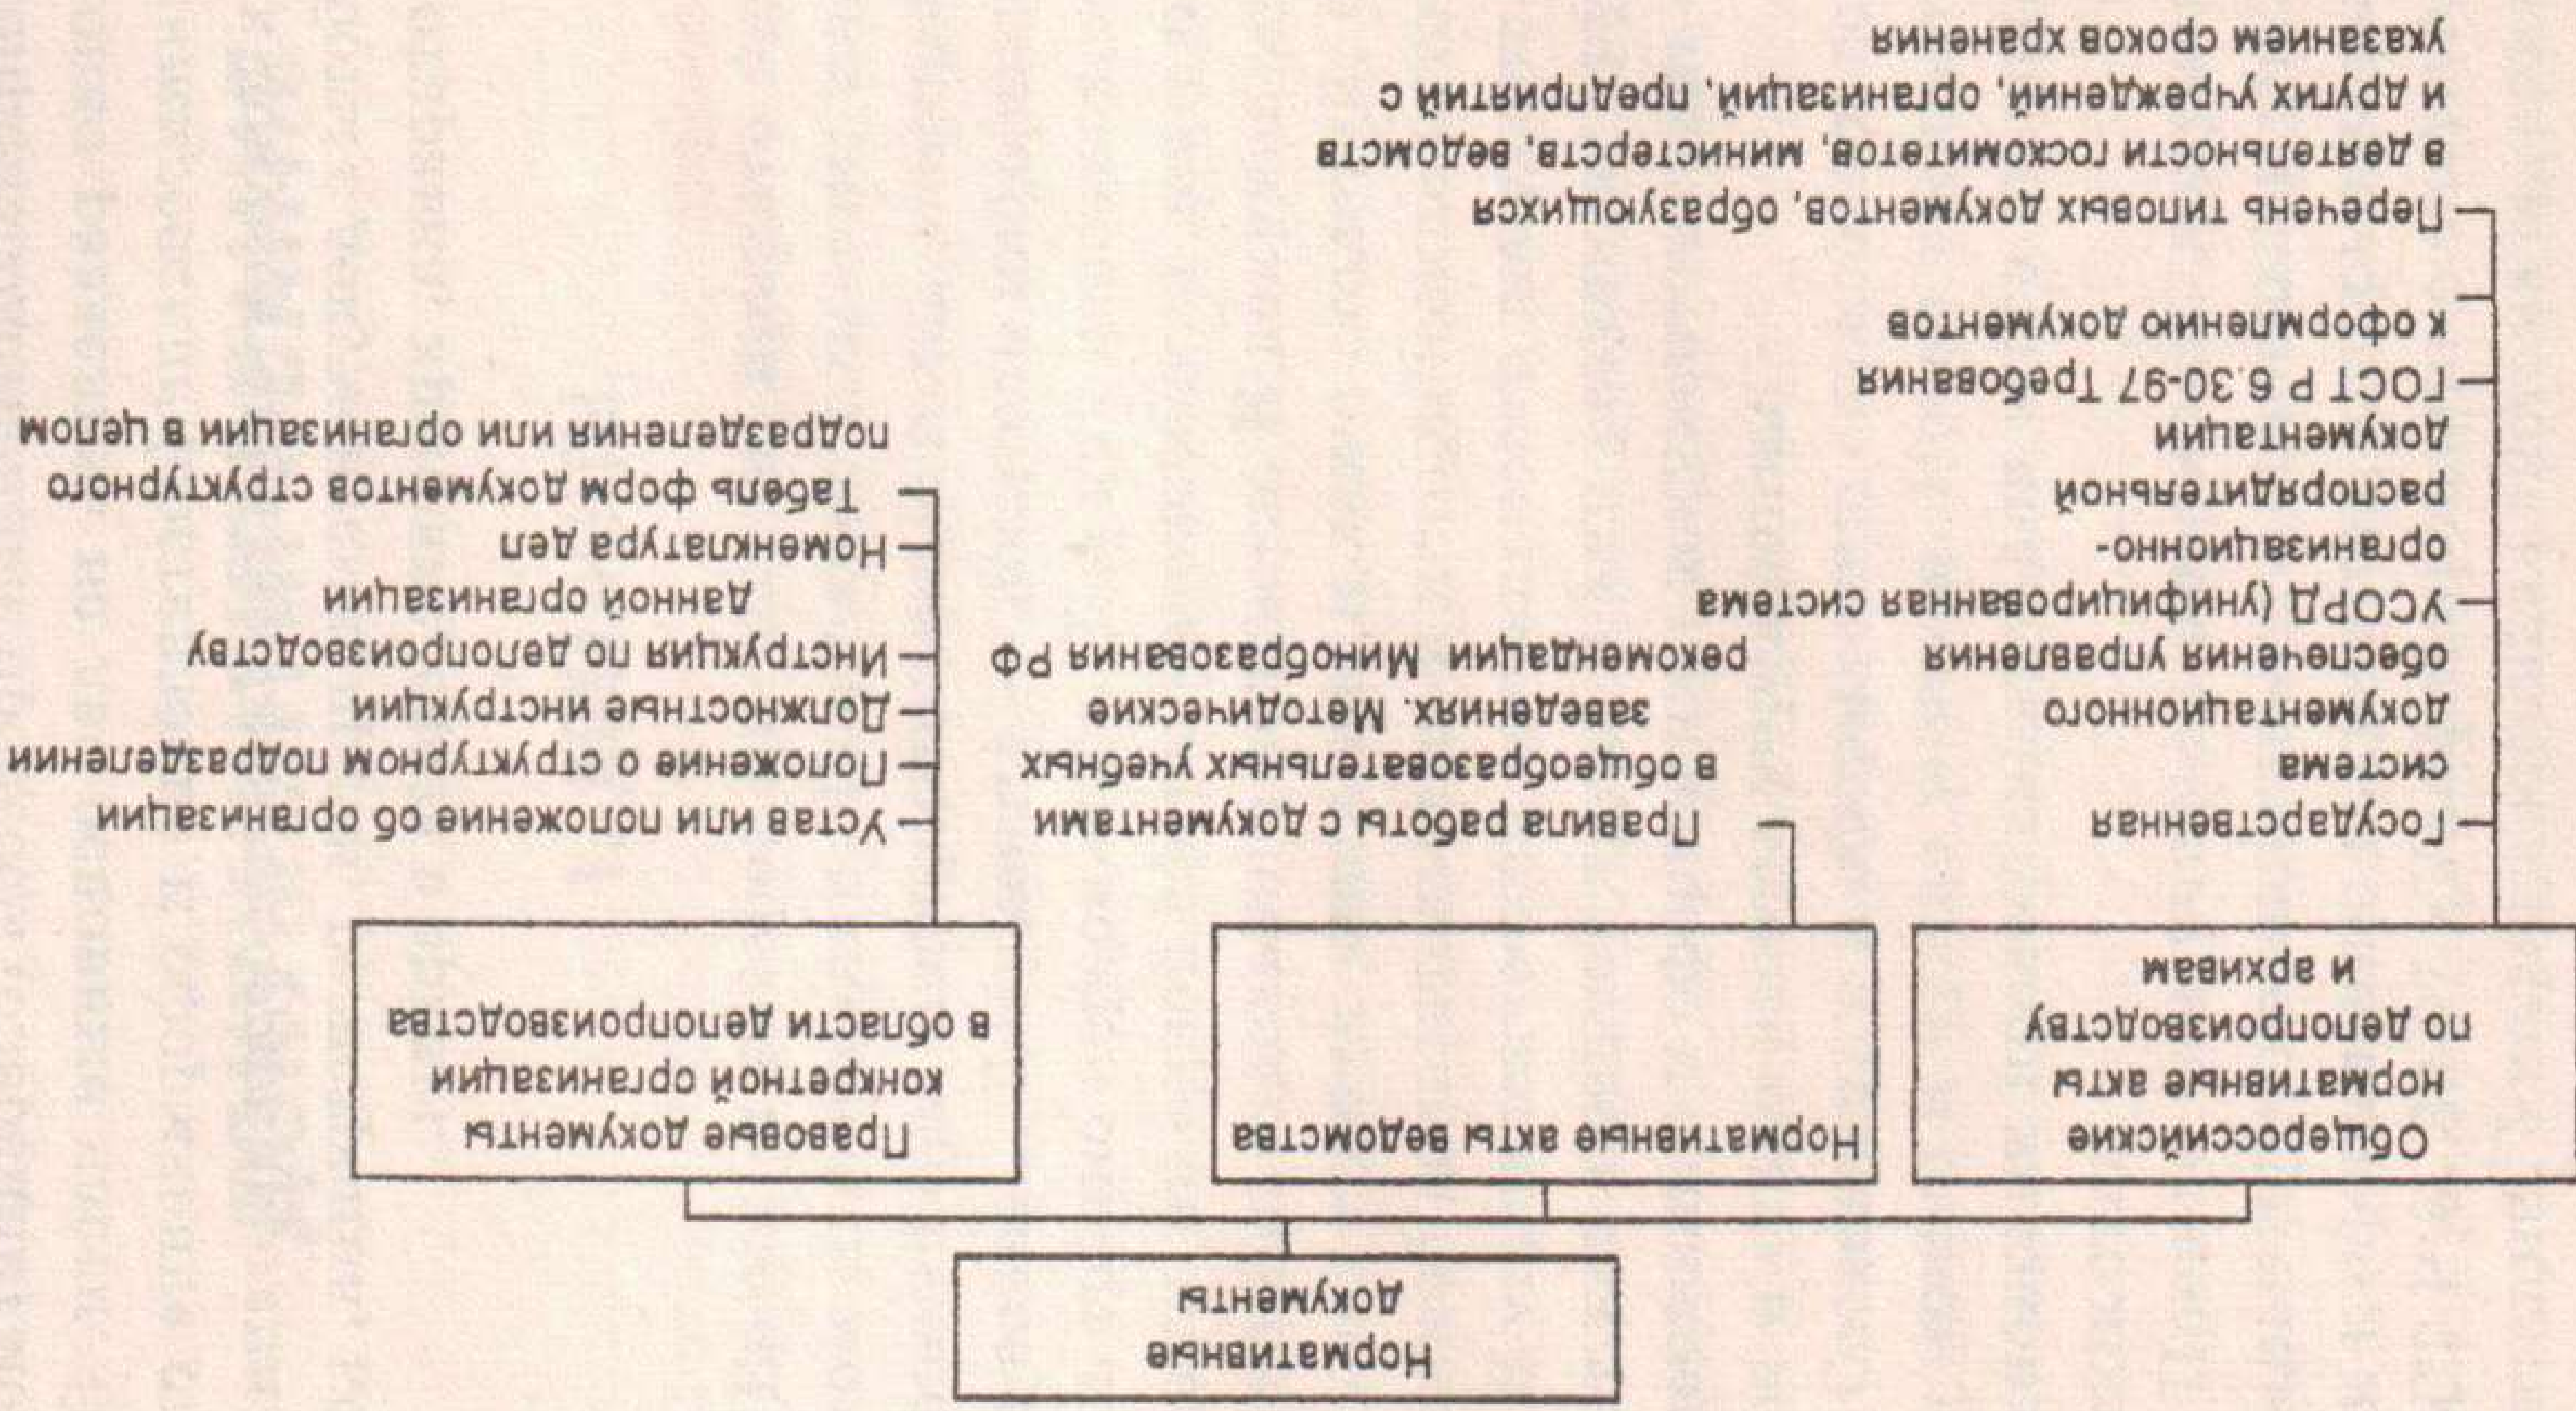 Нормативные
документы
Общероссийские
нормативные акты
по делопроизводству
и архивам
Государственная
система
документационного
обеспечения управления
УСОРД (унифицированная система
организационно-
распорядительной
документации
ГОСТ Р 6.30-97 Требования
к оформлению документов
Перечень типовых документов, образующихся
в деятельности госкомитетов, министерств, ведомств
и других учреждений, организаций, предприятий с
указанием сроков хранения
Нормативные акты ведомства
Правила работы с документами
в общеобразовательных учебных
заведениях. Методические
рекомендации Минобразования РФ
Правовые документы
конкретной организации
в области делопроизводства
Устав или положение об организации
Положение о структурном подразделении
Должностные инструкции
Инструкция по делопроизводству
данной организации
Номенклатура дел
Табель форм документов структурного
подразделения или организации в целом